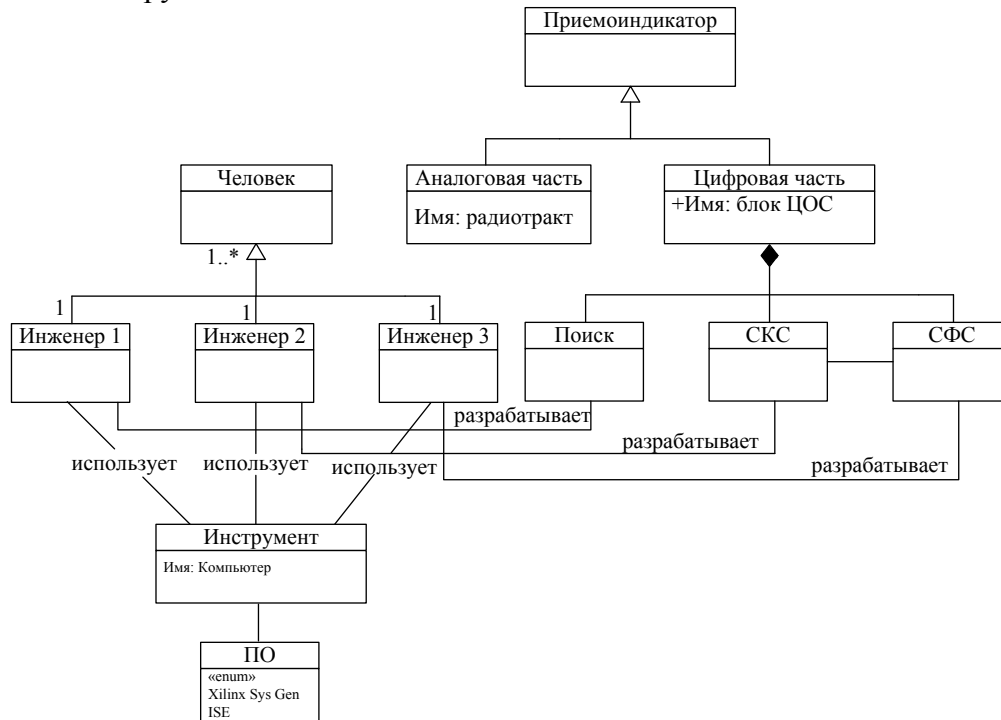 Приемоиндикатор
Человек
Аналоговая часть
Имя: радиотракт
Цифровая часть
+Имя: блок ЦОС
1..*
1
1
1
Инженер 1
Инженер 2
Инженер 3
Поиск
СКС
СФС
разрабатывает
разрабатывает
разрабатывает
использует
использует
использует
Инструмент
Имя: Компьютер
ПО
«enum»
Xilinx Sys Gen
ISE